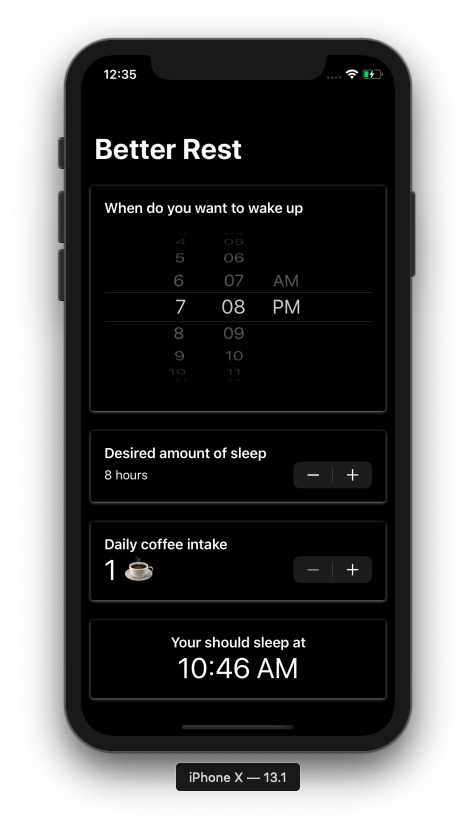 12:35
Better Rest
When do you want to wake up
4 05
5 06
6 07 AM
7 08 PM
8 09
9 10
10 11
Desired amount of sleep
8 hours
− +
Daily coffee intake
1 ☕
− +
Your should sleep at
10:46 AM
iPhone X — 13.1